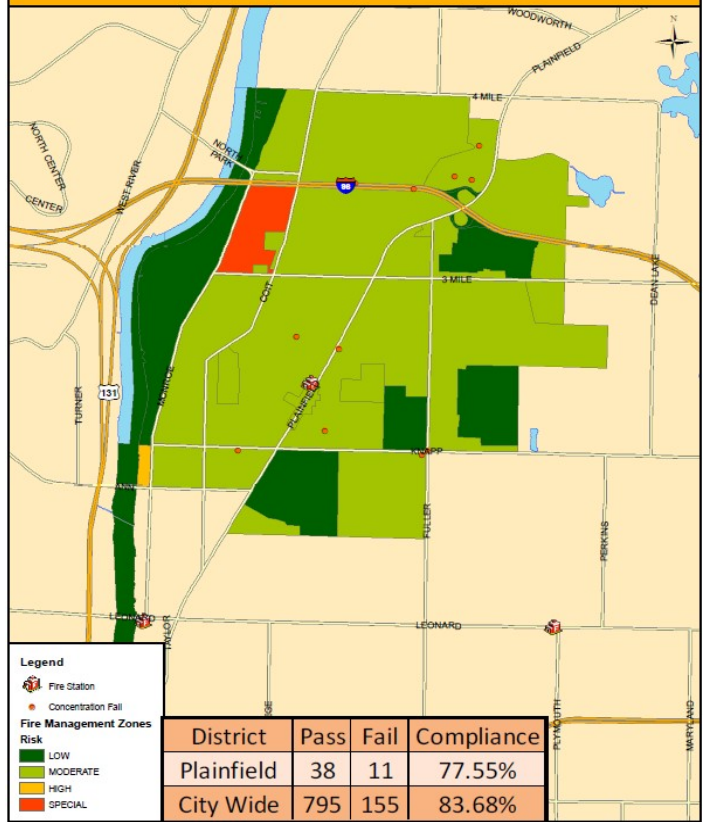 WOODWORTH
N
PLAINFIELD
4 MILE
NORTH CENTER
NORTH PARK
CENTER
WEST RIVER
96
COIT
3 MILE
DEAN LAKE
131
TURNER
MONROE
PLAINFIELD
KNAPP
ANN
FULLER
PERKINS
LEONARD
TAYLOR
LEONARD
PLYMOUTH
MARYLAND
Legend
Fire Station
Concentration Fail
Fire Management Zones
Risk
LOW
MODERATE
HIGH
SPECIAL
District Pass Fail Compliance
Plainfield 38 11 77.55%
City Wide 795 155 83.68%